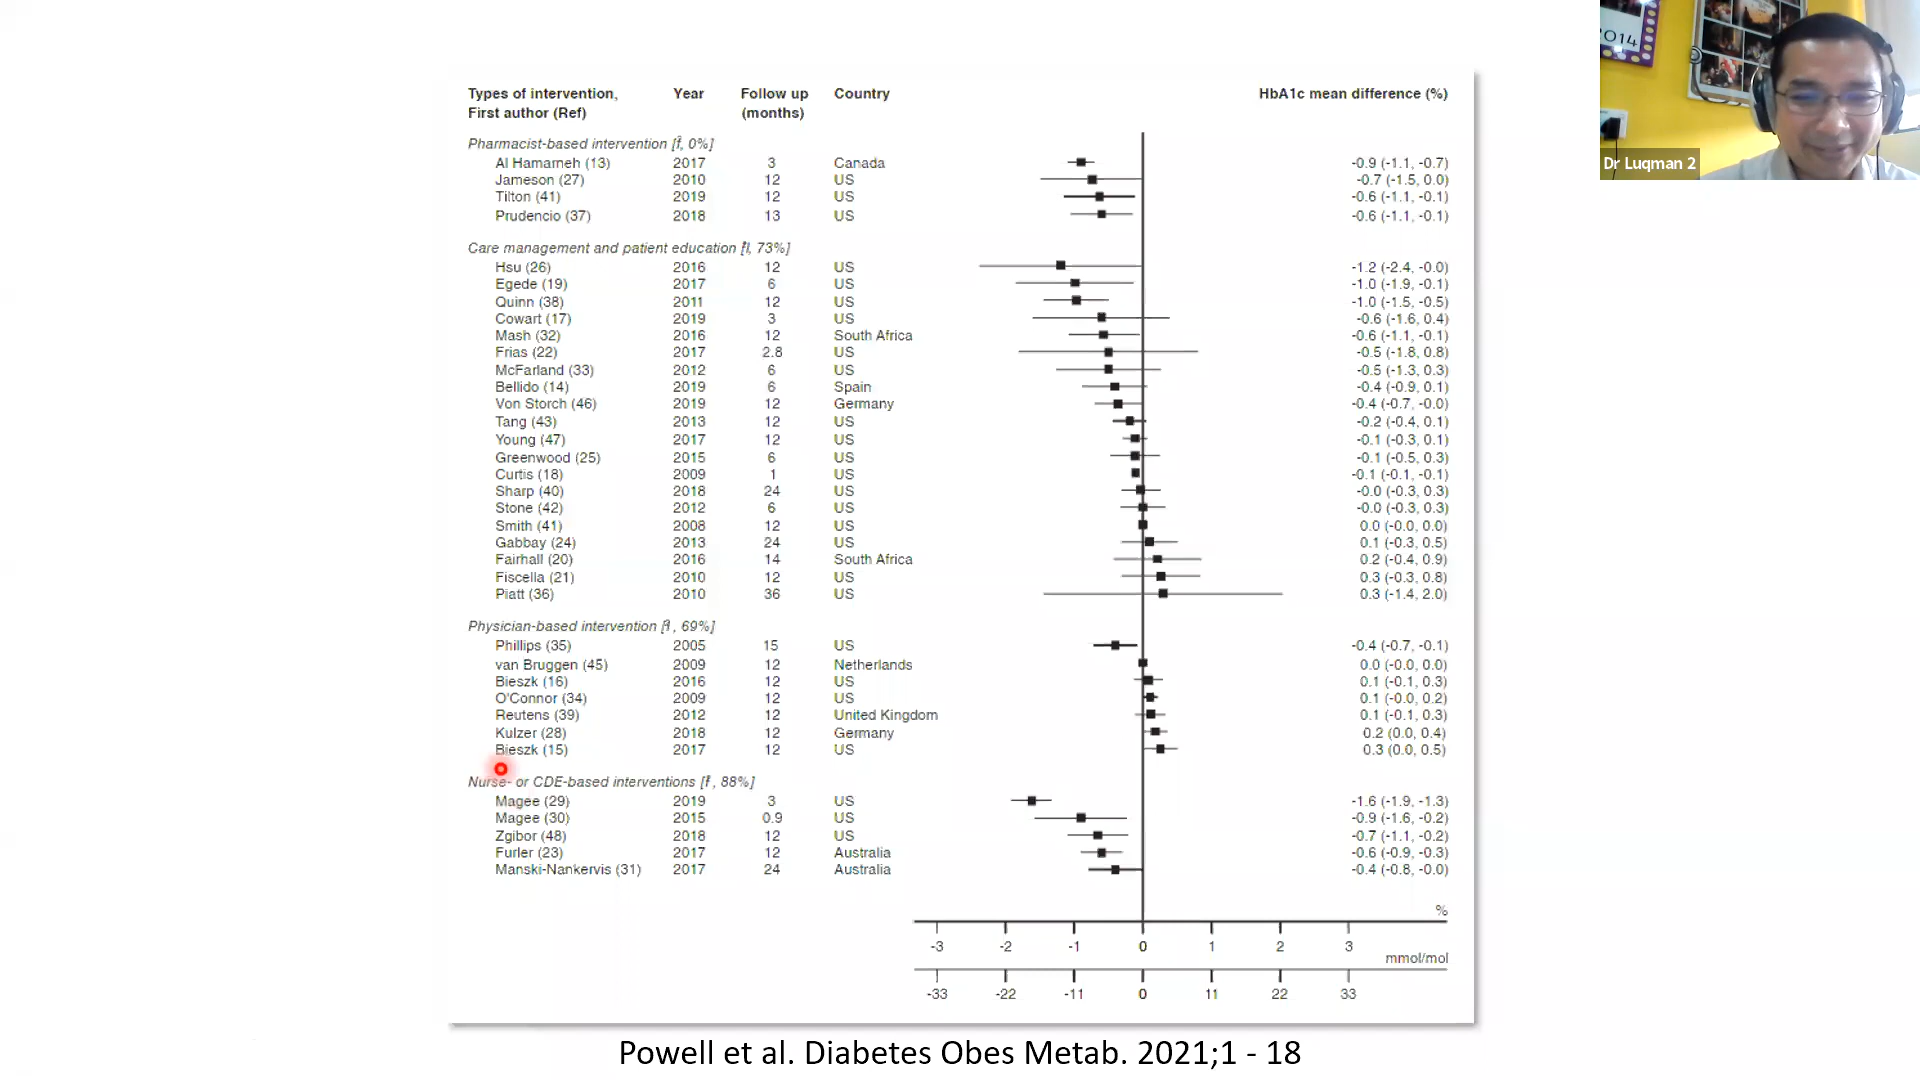 2014
Dr Luqman 2
Types of intervention, Year Follow up Country HbA1c mean difference (%)
First author (Ref) (months)
Pharmacist-based intervention [I², 0%]
Al Hamarneh (13) 2017 3 Canada -0.9 (-1.1, -0.7)
Jameson (27) 2010 12 US -0.7 (-1.5, 0.0)
Tilton (41) 2019 12 US -0.6 (-1.1, -0.1)
Prudencio (37) 2018 13 US -0.6 (-1.1, -0.1)
Care management and patient education [I², 73%]
Hsu (26) 2016 12 US -1.2 (-2.4, -0.0)
Egede (19) 2017 6 US -1.0 (-1.9, -0.1)
Quinn (38) 2011 12 US -1.0 (-1.5, -0.5)
Cowart (17) 2019 3 US -0.6 (-1.6, 0.4)
Mash (32) 2016 12 South Africa -0.6 (-1.1, -0.1)
Frias (22) 2017 2.8 US -0.5 (-1.8, 0.8)
McFarland (33) 2012 6 US -0.5 (-1.3, 0.3)
Bellido (14) 2019 6 Spain -0.4 (-0.9, 0.1)
Von Storch (46) 2019 12 Germany -0.4 (-0.7, -0.0)
Tang (43) 2013 12 US -0.2 (-0.4, 0.1)
Young (47) 2017 12 US -0.1 (-0.3, 0.1)
Greenwood (25) 2015 6 US -0.1 (-0.5, 0.3)
Curtis (18) 2009 1 US -0.1 (-0.1, -0.1)
Sharp (40) 2018 24 US -0.0 (-0.3, 0.3)
Stone (42) 2012 6 US -0.0 (-0.3, 0.3)
Smith (41) 2008 12 US 0.0 (-0.0, 0.0)
Gabbay (24) 2013 24 US 0.1 (-0.3, 0.5)
Fairhall (20) 2016 14 South Africa 0.2 (-0.4, 0.9)
Fiscella (21) 2010 12 US 0.3 (-0.3, 0.8)
Piatt (36) 2010 36 US 0.3 (-1.4, 2.0)
Physician-based intervention [I², 69%]
Phillips (35) 2005 15 US -0.4 (-0.7, -0.1)
van Bruggen (45) 2009 12 Netherlands 0.0 (-0.0, 0.0)
Bieszk (16) 2016 12 US 0.1 (-0.1, 0.3)
O'Connor (34) 2009 12 US 0.1 (-0.0, 0.2)
Reutens (39) 2012 12 United Kingdom 0.1 (-0.1, 0.3)
Kulzer (28) 2018 12 Germany 0.2 (0.0, 0.4)
Bieszk (15) 2017 12 US 0.3 (0.0, 0.5)
Nurse- or CDE-based interventions [I², 88%]
Magee (29) 2019 3 US -1.6 (-1.9, -1.3)
Magee (30) 2015 0.9 US -0.9 (-1.6, -0.2)
Zgibor (48) 2018 12 US -0.7 (-1.1, -0.2)
Furler (23) 2017 12 Australia -0.6 (-0.9, -0.3)
Manski-Nankervis (31) 2017 24 Australia -0.4 (-0.8, -0.0)
%
-3 -2 -1 0 1 2 3
mmol/mol
-33 -22 -11 0 11 22 33
Powell et al. Diabetes Obes Metab. 2021;1 - 18